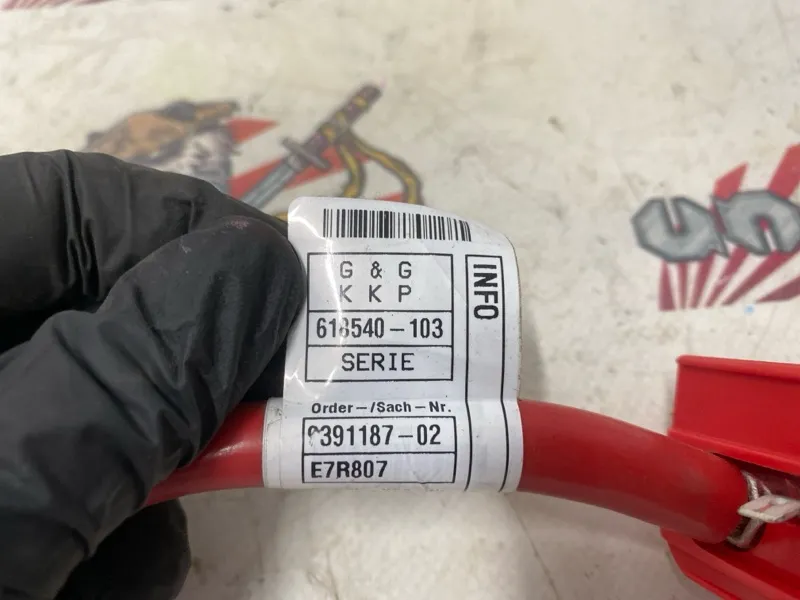 G & G
K K P
618540-103
SERIE
INFO
Order-/Sach-Nr.
9391187-02
E7R807